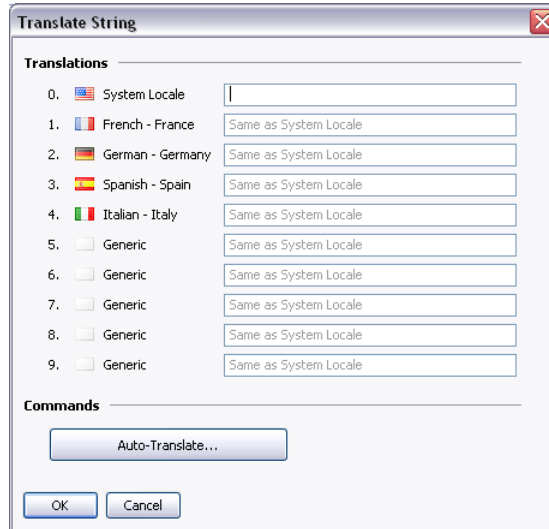 Translate String
Translations
0. System Locale
1. French - France Same as System Locale
2. German - Germany Same as System Locale
3. Spanish - Spain Same as System Locale
4. Italian - Italy Same as System Locale
5. Generic Same as System Locale
6. Generic Same as System Locale
7. Generic Same as System Locale
8. Generic Same as System Locale
9. Generic Same as System Locale
Commands
Auto-Translate...
OK Cancel